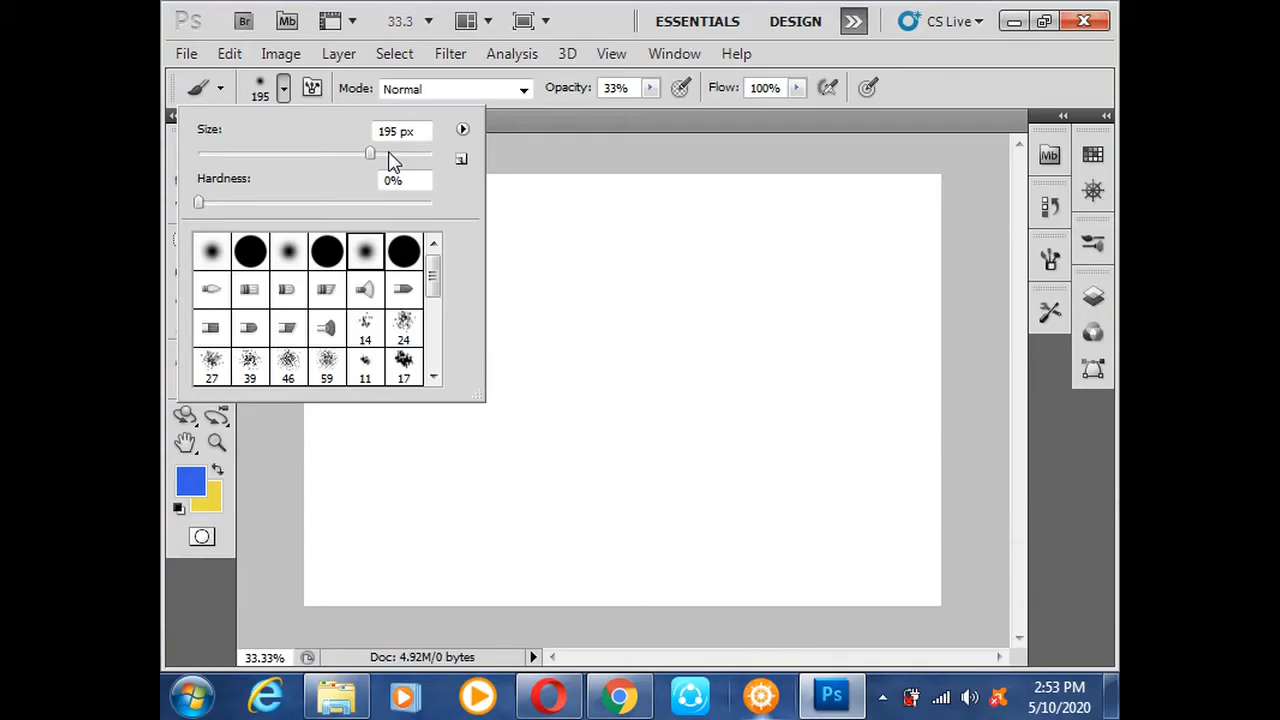 Ps Br Mb 33.3 ESSENTIALS DESIGN CS Live
File Edit Image Layer Select Filter Analysis 3D View Window Help
195 Mode: Normal Opacity: 33% Flow: 100%
Size: 195 px
Hardness: 0%
Mb
14 24
27 39 46 59 11 17
33.33% Doc: 4.92M/0 bytes
Ps 2:53 PM
5/10/2020